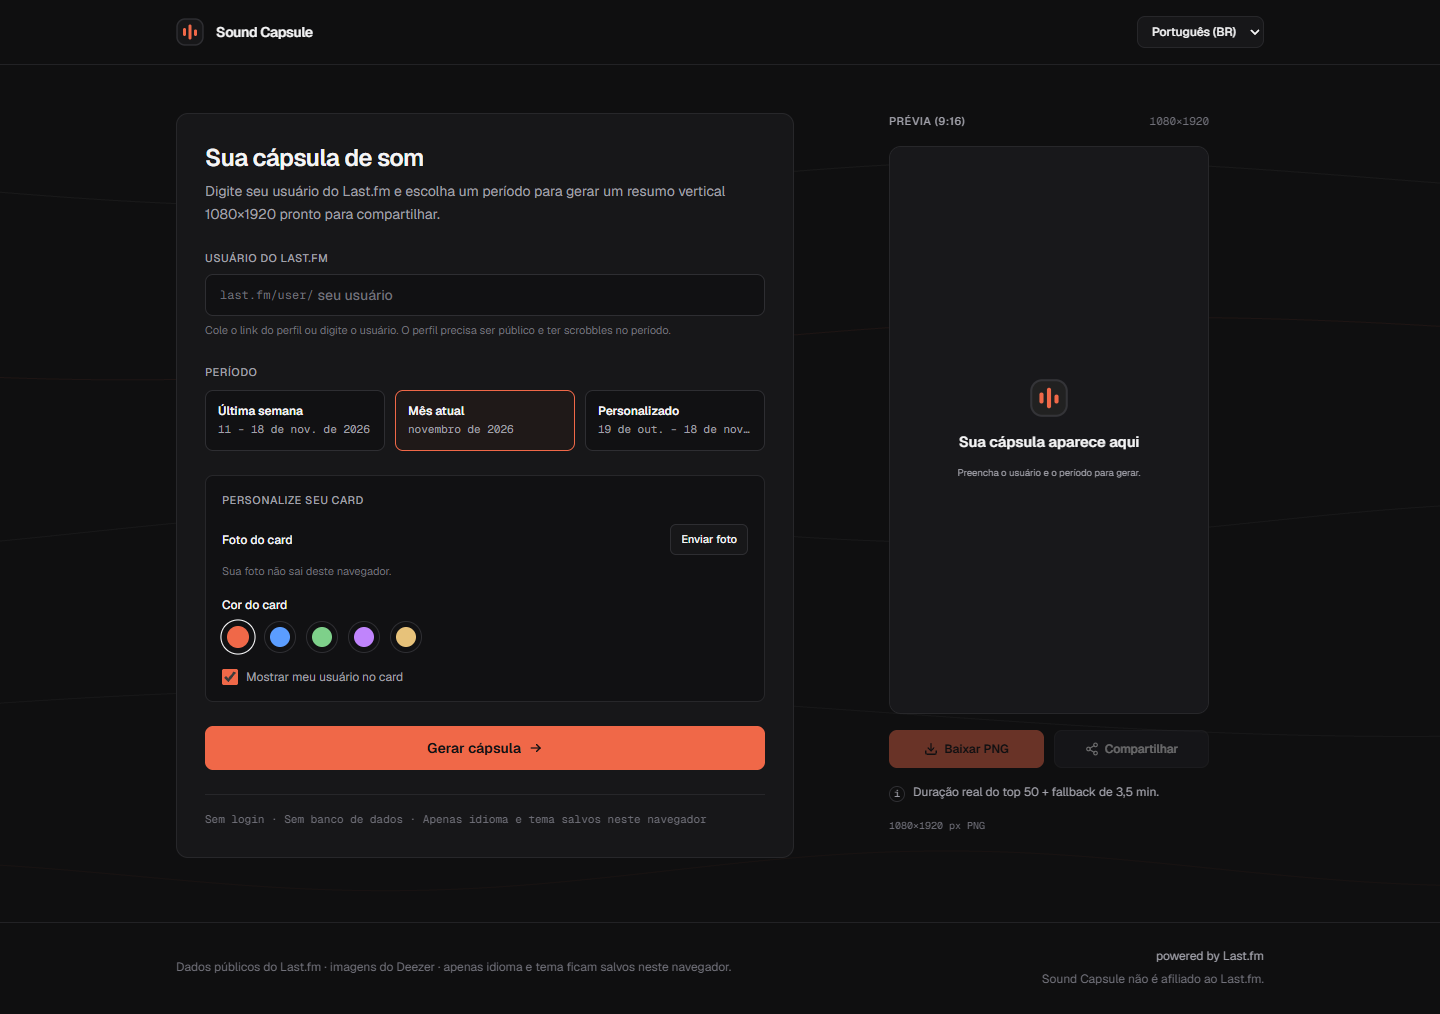 Sound Capsule
Português (BR)
Sua cápsula de som
Digite seu usuário do Last.fm e escolha um período para gerar um resumo vertical
1080×1920 pronto para compartilhar.
USUÁRIO DO LAST.FM
last.fm/user/ seu usuário
Cole o link do perfil ou digite o usuário. O perfil precisa ser público e ter scrobbles no período.
PERÍODO
Última semana
11 – 18 de nov. de 2026
Mês atual
novembro de 2026
Personalizado
19 de out. – 18 de nov…
PERSONALIZE SEU CARD
Foto do card
Enviar foto
Sua foto não sai deste navegador.
Cor do card
Mostrar meu usuário no card
Gerar cápsula →
Sem login · Sem banco de dados · Apenas idioma e tema salvos neste navegador
PRÉVIA (9:16)
1080×1920
Sua cápsula aparece aqui
Preencha o usuário e o período para gerar.
Baixar PNG
Compartilhar
i Duração real do top 50 + fallback de 3,5 min.
1080×1920 px PNG
Dados públicos do Last.fm · imagens do Deezer · apenas idioma e tema ficam salvos neste navegador.
powered by Last.fm
Sound Capsule não é afiliado ao Last.fm.